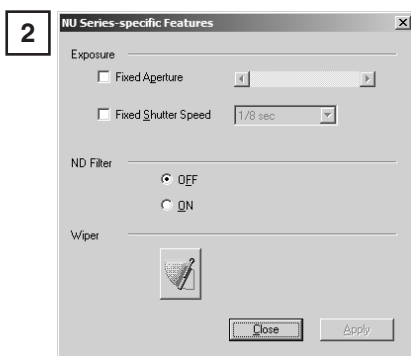 2
NU Series-specific Features
Exposure
Fixed Aperture
Fixed Shutter Speed 1/8 sec
ND Filter
OFF
ON
Wiper
Close Apply